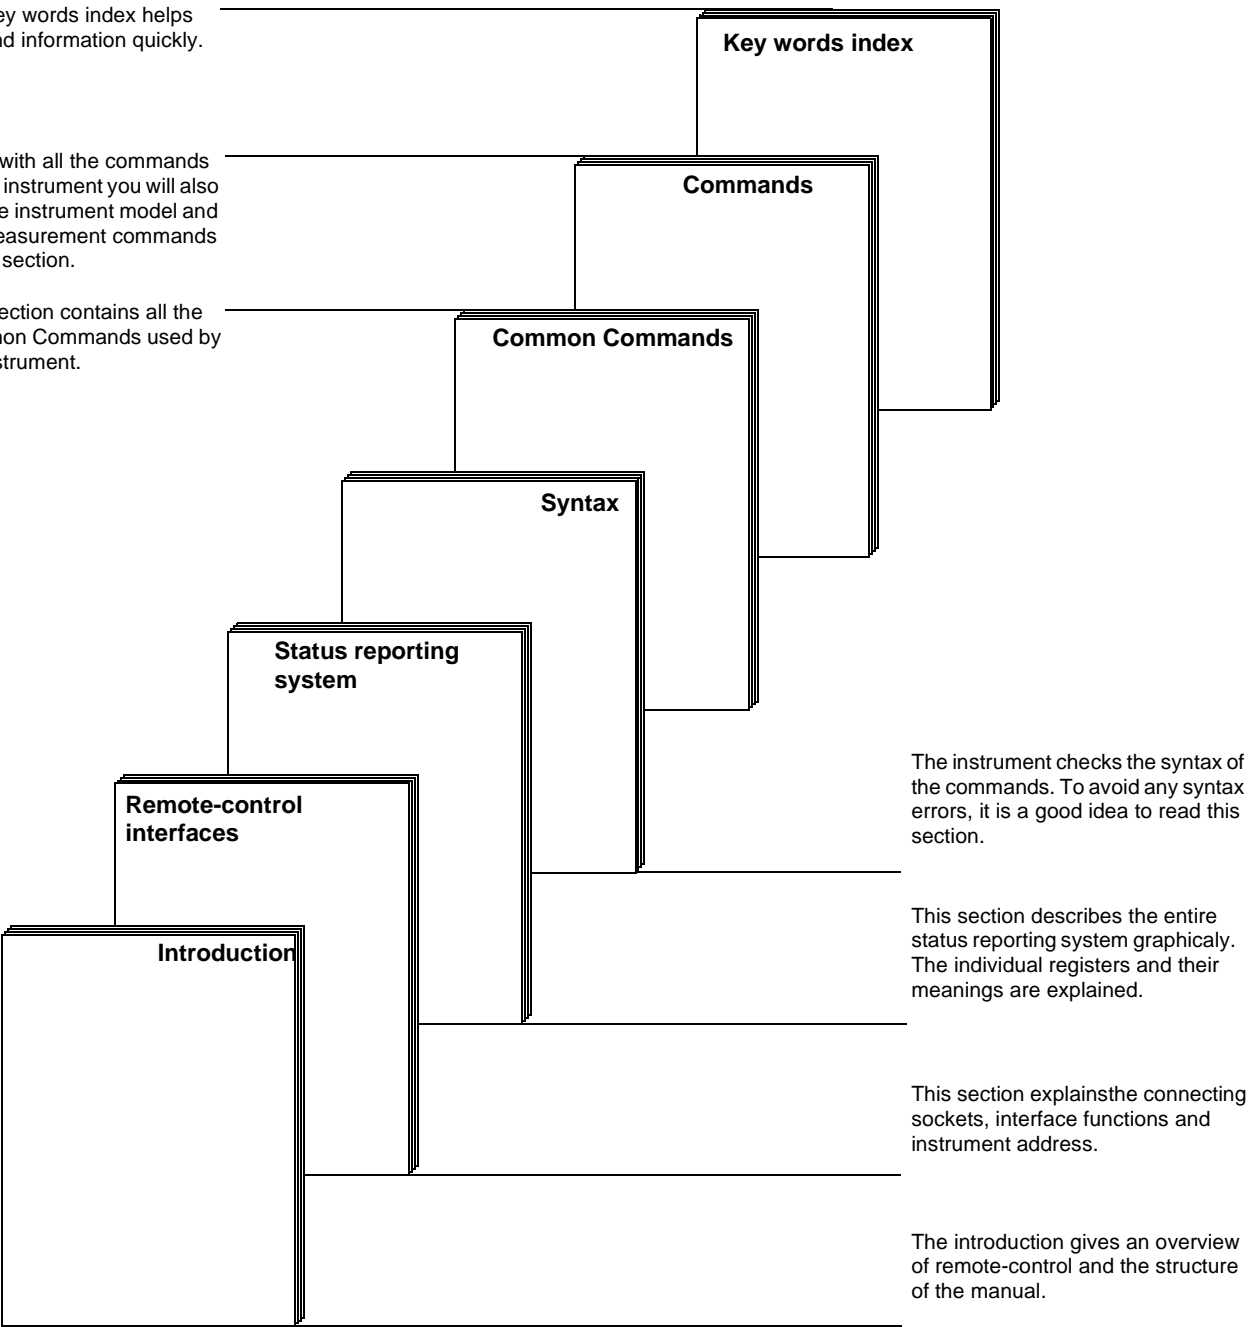 ey words index helps
nd information quickly.
Key words index
with all the commands
instrument you will also
e instrument model and
easurement commands
section.
Commands
ection contains all the
non Commands used by
strument.
Common Commands
Syntax
Status reporting
system
Remote-control
interfaces
Introduction
The instrument checks the syntax of
the commands. To avoid any syntax
errors, it is a good idea to read this
section.
This section describes the entire
status reporting system graphicaly.
The individual registers and their
meanings are explained.
This section explainsthe connecting
sockets, interface functions and
instrument address.
The introduction gives an overview
of remote-control and the structure
of the manual.